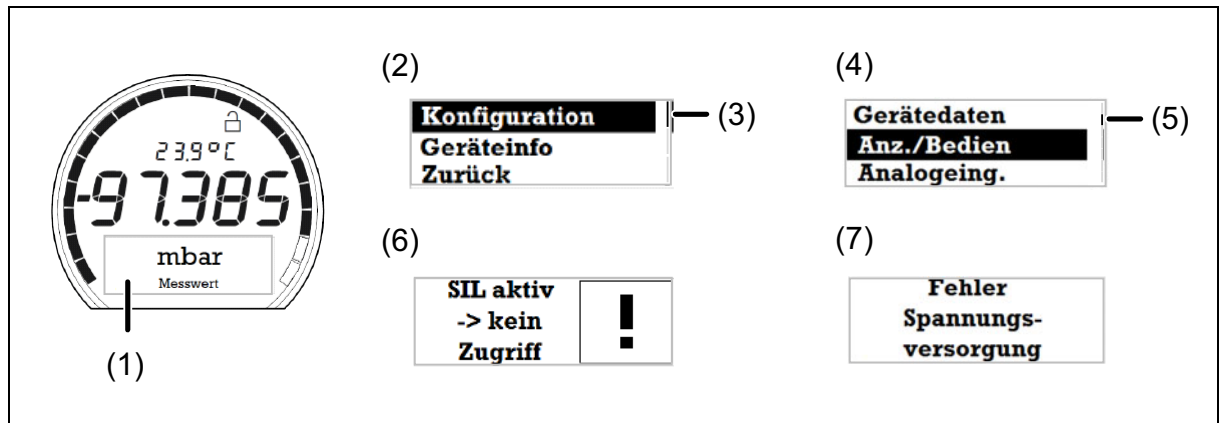 (2)
(4)
Konfiguration
(3)
Geräteinfo
Zurück
Gerätedaten
(5)
Anz./Bedien
Analogeing.
23.9°C
-97.385
mbar
Messwert
(1)
(6)
SIL aktiv
-> kein
Zugriff
!
(7)
Fehler
Spannungs-
versorgung